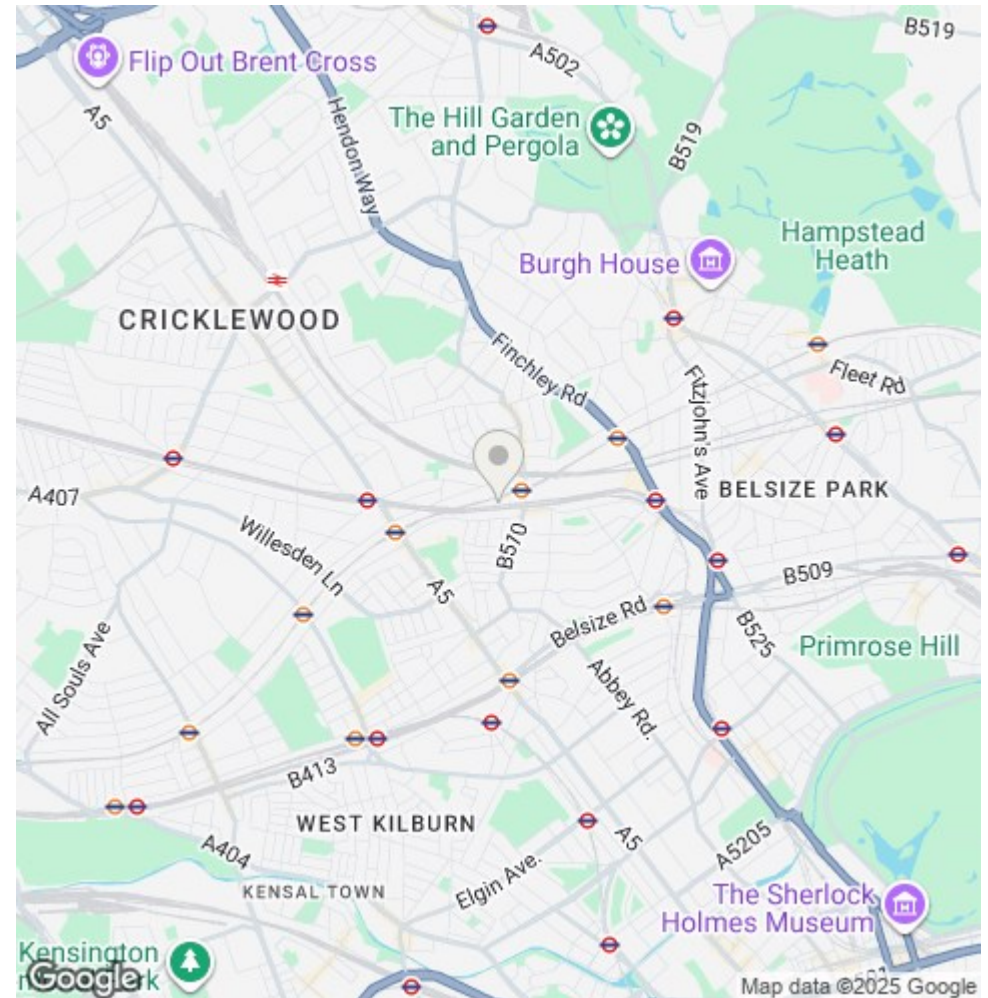 B519
A502
Flip Out Brent Cross
A5
Hendon Way
The Hill Garden
and Pergola
B519
Hampstead
Heath
Burgh House
CRICKLEWOOD
Finchley Rd
Fitzjohn's Ave
Fleet Rd
A407
BELSIZE PARK
Willesden Ln
B510
A5
B509
Belsize Rd
B525
Primrose Hill
All Souls Ave
Abbey Rd.
B413
WEST KILBURN
A5
A5205
A404
Elgin Ave.
KENSAL TOWN
The Sherlock
Holmes Museum
Kensington
Google
Map data ©2025 Google